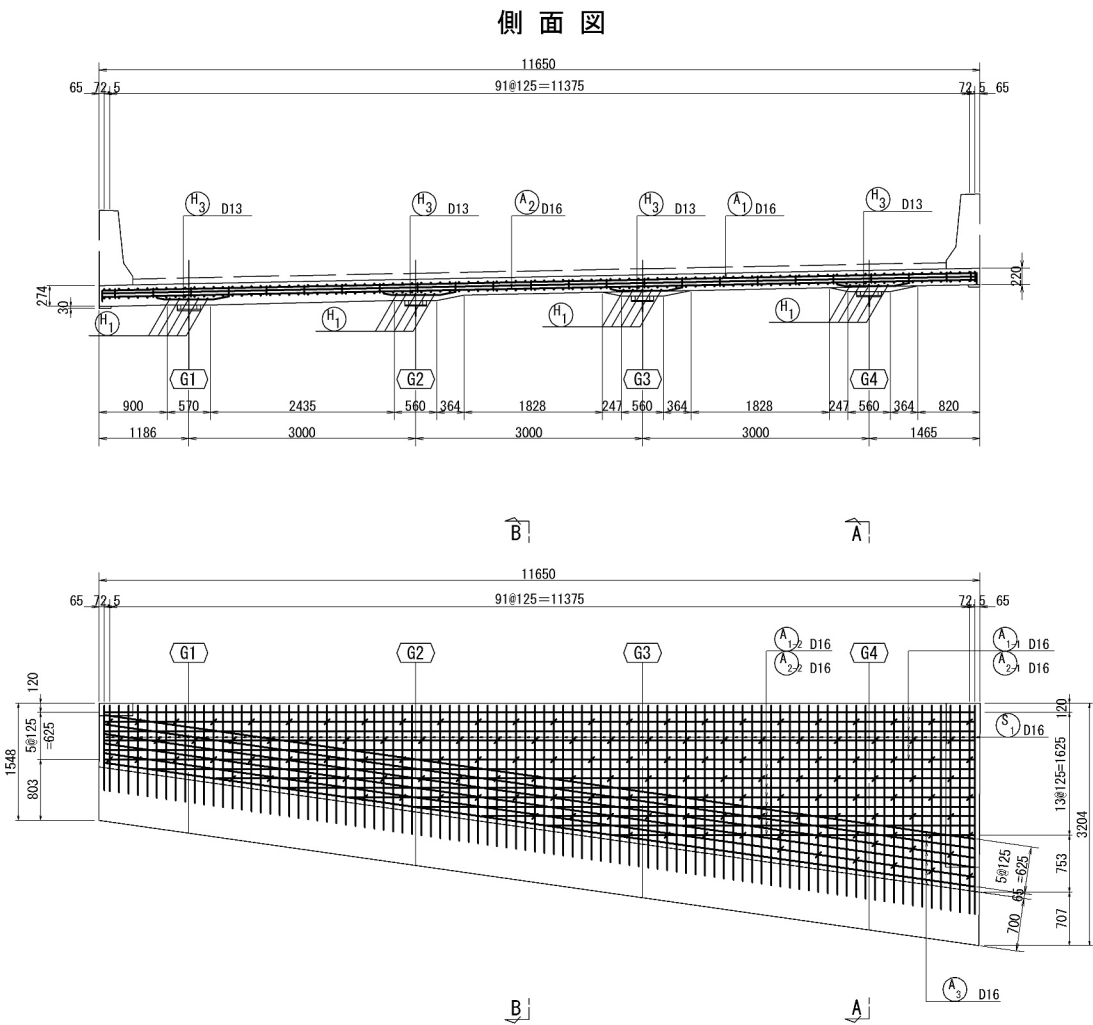 側面図
11650
65 72.5 91@125＝11375 72.5 65
H3 D13 H3 D13 A2 D16 H3 D13 A1 D16 H3 D13
274
30
220
H1 H1 H1 H1
G1 G2 G3 G4
900 570 2435 560 364 1828 247 560 364 1828 247 560 364 820
1186 3000 3000 3000 1465
B A
11650
65 72.5 91@125＝11375 72.5 65
G1 G2 G3 G4
A1-2 D16 A1-1 D16
A2-2 D16 A2-1 D16
120
5@125
＝625
1548
803
120
S1 D16
13@125＝1625
3204
753
707
5@125
＝625
65
700
A3 D16
B A